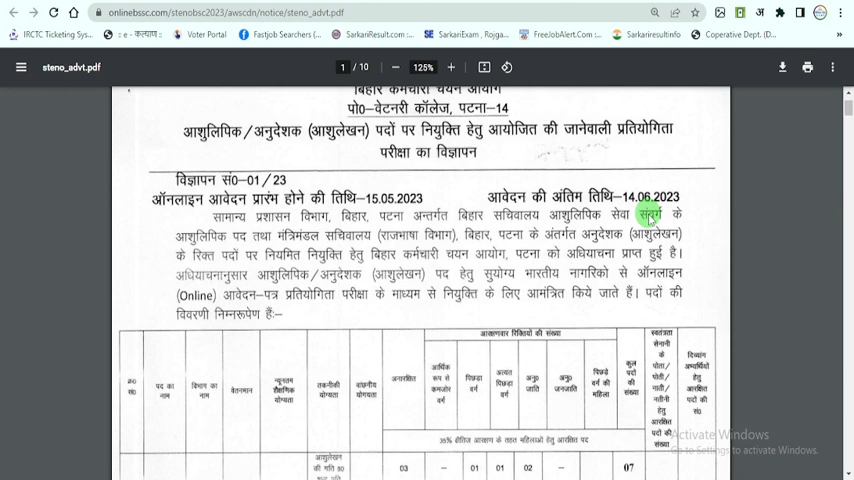 onlinebssc.com/stenobsc2023/awscdn/notice/steno_advt.pdf
IRCTC Ticketing Sys... :: e - कल्याण :: Voter Portal Fastjob Searchers (... SarkariResult.com :... SarkariExam , Rojga... FreeJobAlert.Com :... Sarkariresultinfo Coperative Dept. (D...
steno_advt.pdf 1 / 10 125%
बिहार कर्मचारी चयन आयोग
पो0-वेटनरी कॉलेज, पटना-14
आशुलिपिक/अनुदेशक (आशुलेखन) पदों पर नियुक्ति हेतु आयोजित की जानेवाली प्रतियोगिता
परीक्षा का विज्ञापन
विज्ञापन सं0-01/23
ऑनलाइन आवेदन प्रारंभ होने की तिथि-15.05.2023 आवेदन की अंतिम तिथि-14.06.2023
सामान्य प्रशासन विभाग, बिहार, पटना अन्तर्गत बिहार सचिवालय आशुलिपिक सेवा संवर्ग के
आशुलिपिक पद तथा मंत्रिमंडल सचिवालय (राजभाषा विभाग), बिहार, पटना के अंतर्गत अनुदेशक (आशुलेखन)
के रिक्त पदों पर नियमित नियुक्ति हेतु बिहार कर्मचारी चयन आयोग, पटना को अधियाचना प्राप्त हुई है।
अधियाचनानुसार आशुलिपिक/अनुदेशक (आशुलेखन) पद हेतु सुयोग्य भारतीय नागरिको से ऑनलाइन
(Online) आवेदन-पत्र प्रतियोगिता परीक्षा के माध्यम से नियुक्ति के लिए आमंत्रित किये जाते हैं। पदों की
विवरणी निम्नरूपेण हैः-
क्र0 सं0
पद का नाम
विभाग का नाम
वेतनमान
न्यूनतम शैक्षणिक योग्यता
तकनीकी योग्यता
वांछनीय योग्यता
आरक्षणवार रिक्तियों की संख्या
अनारक्षित
आर्थिक रूप से कमजोर वर्ग
पिछड़ा वर्ग
अत्यंत पिछड़ा वर्ग
अनु0 जाति
अनु0 जनजाति
पिछड़े वर्ग की महिला
कुल पदों की संख्या
स्वतंत्रता सेनानी के पोता/ पोती/ नाती/ नतीनी हेतु आरक्षित पदों की संख्या
दिव्यांग अभ्यर्थियों हेतु आरक्षित पदों की सं0
35% क्षैतिज आरक्षण के तहत महिलाओं हेतु आरक्षित पद
आशुलेखन
की गति 80
03 – 01 01 02 – 07
Activate Windows
Go to Settings to activate Windows.